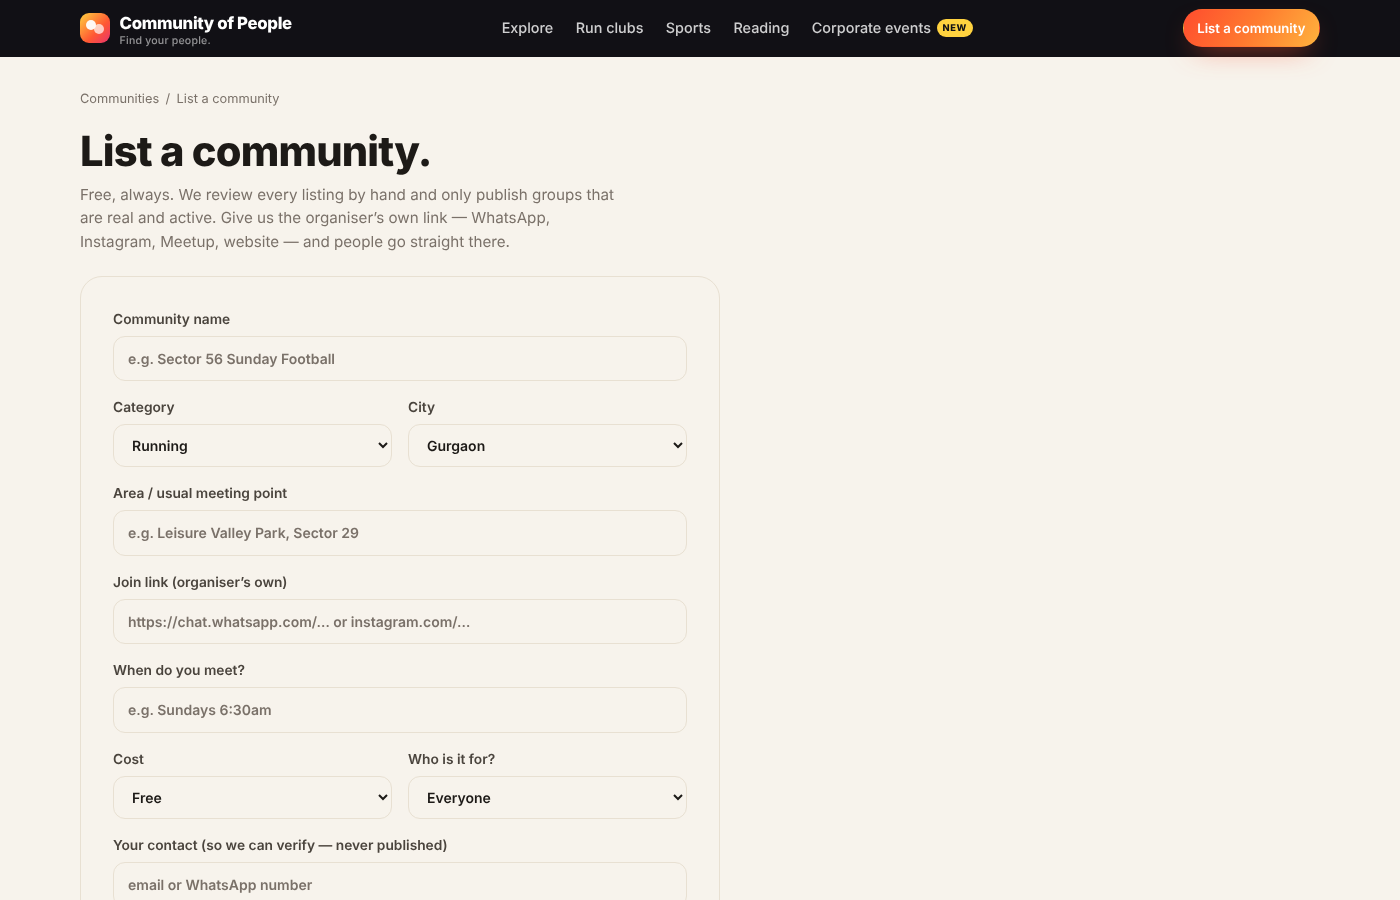 Community of People
Find your people.
Explore
Run clubs
Sports
Reading
Corporate events NEW
List a community
Communities / List a community
List a community.
Free, always. We review every listing by hand and only publish groups that
are real and active. Give us the organiser’s own link — WhatsApp,
Instagram, Meetup, website — and people go straight there.
Community name
e.g. Sector 56 Sunday Football
Category
City
Running
Gurgaon
Area / usual meeting point
e.g. Leisure Valley Park, Sector 29
Join link (organiser’s own)
https://chat.whatsapp.com/... or instagram.com/...
When do you meet?
e.g. Sundays 6:30am
Cost
Who is it for?
Free
Everyone
Your contact (so we can verify — never published)
email or WhatsApp number